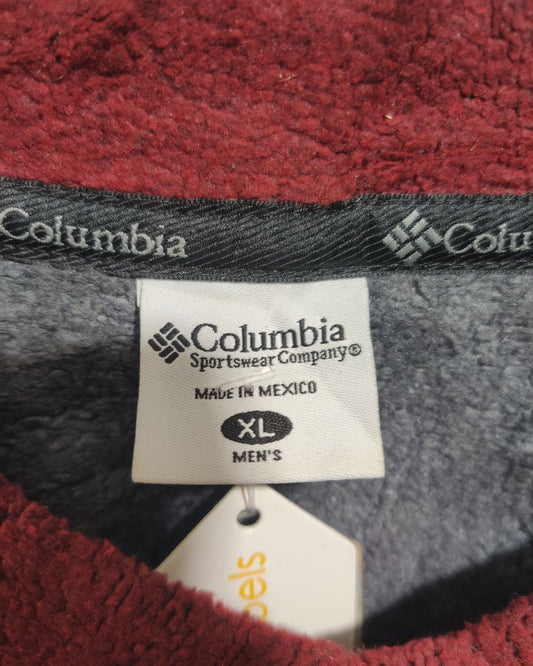 Columbia
Colu
Columbia
Sportswear Company®
MADE IN MEXICO
XL
MEN'S
bels